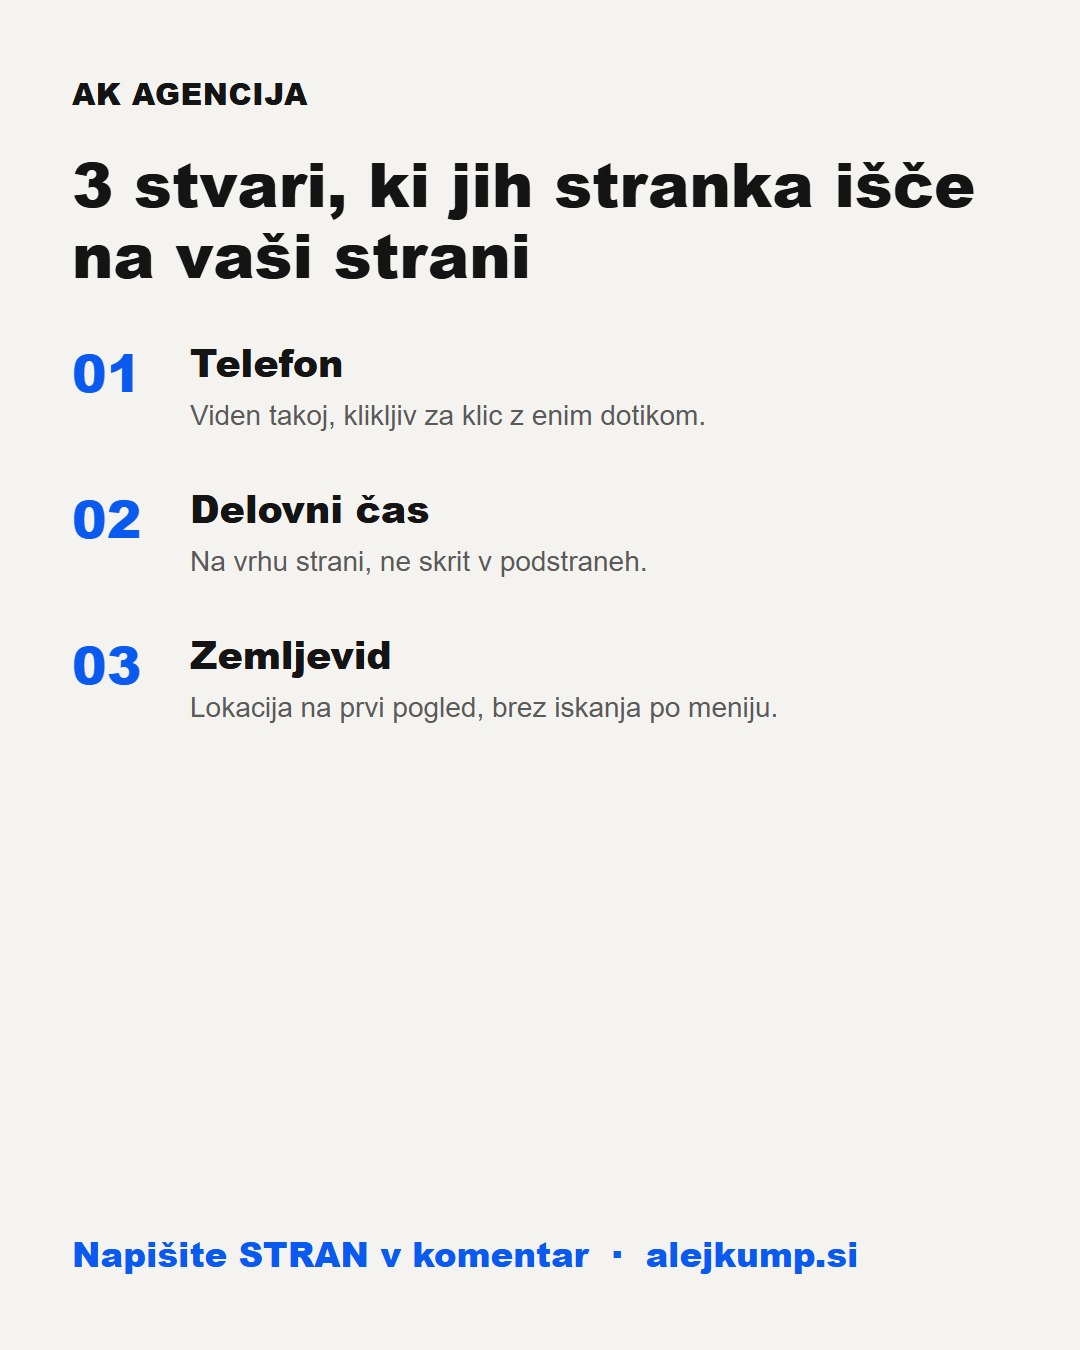 AK AGENCIJA
3 stvari, ki jih stranka išče
na vaši strani
01 Telefon
Viden takoj, klikljiv za klic z enim dotikom.
02 Delovni čas
Na vrhu strani, ne skrit v podstraneh.
03 Zemljevid
Lokacija na prvi pogled, brez iskanja po meniju.
Napišite STRAN v komentar · alejkump.si